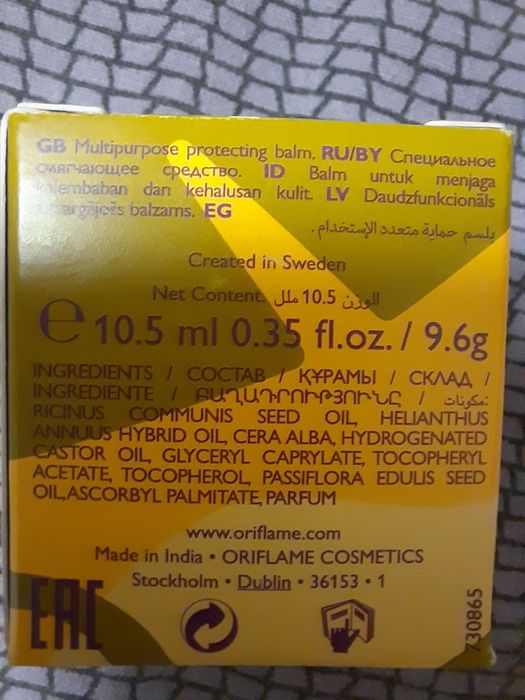 GB Multipurpose protecting balm. RU/BY Специальное
смягчающее средство. ID Balm untuk menjaga
kelembaban dan kehalusan kulit. LV Daudzfunkcionāls
aizsargājošs balzams. EG
بلسم حماية متعدد الإستخدام.
Created in Sweden
Net Content. الوزن 10.5 ملل
e 10.5 ml 0.35 fl.oz. / 9.6g
INGREDIENTS / СОСТАВ / ҚҰРАМЫ / СКЛАД /
INGREDIENTE / ԲԱՂԱԴՐՈՒԹՅՈՒՆԸ / مكونات:
RICINUS COMMUNIS SEED OIL, HELIANTHUS
ANNUUS HYBRID OIL, CERA ALBA, HYDROGENATED
CASTOR OIL, GLYCERYL CAPRYLATE, TOCOPHERYL
ACETATE, TOCOPHEROL, PASSIFLORA EDULIS SEED
OIL,ASCORBYL PALMITATE, PARFUM
www.oriflame.com
Made in India • ORIFLAME COSMETICS
Stockholm • Dublin • 36153 • 1
EAC
730865